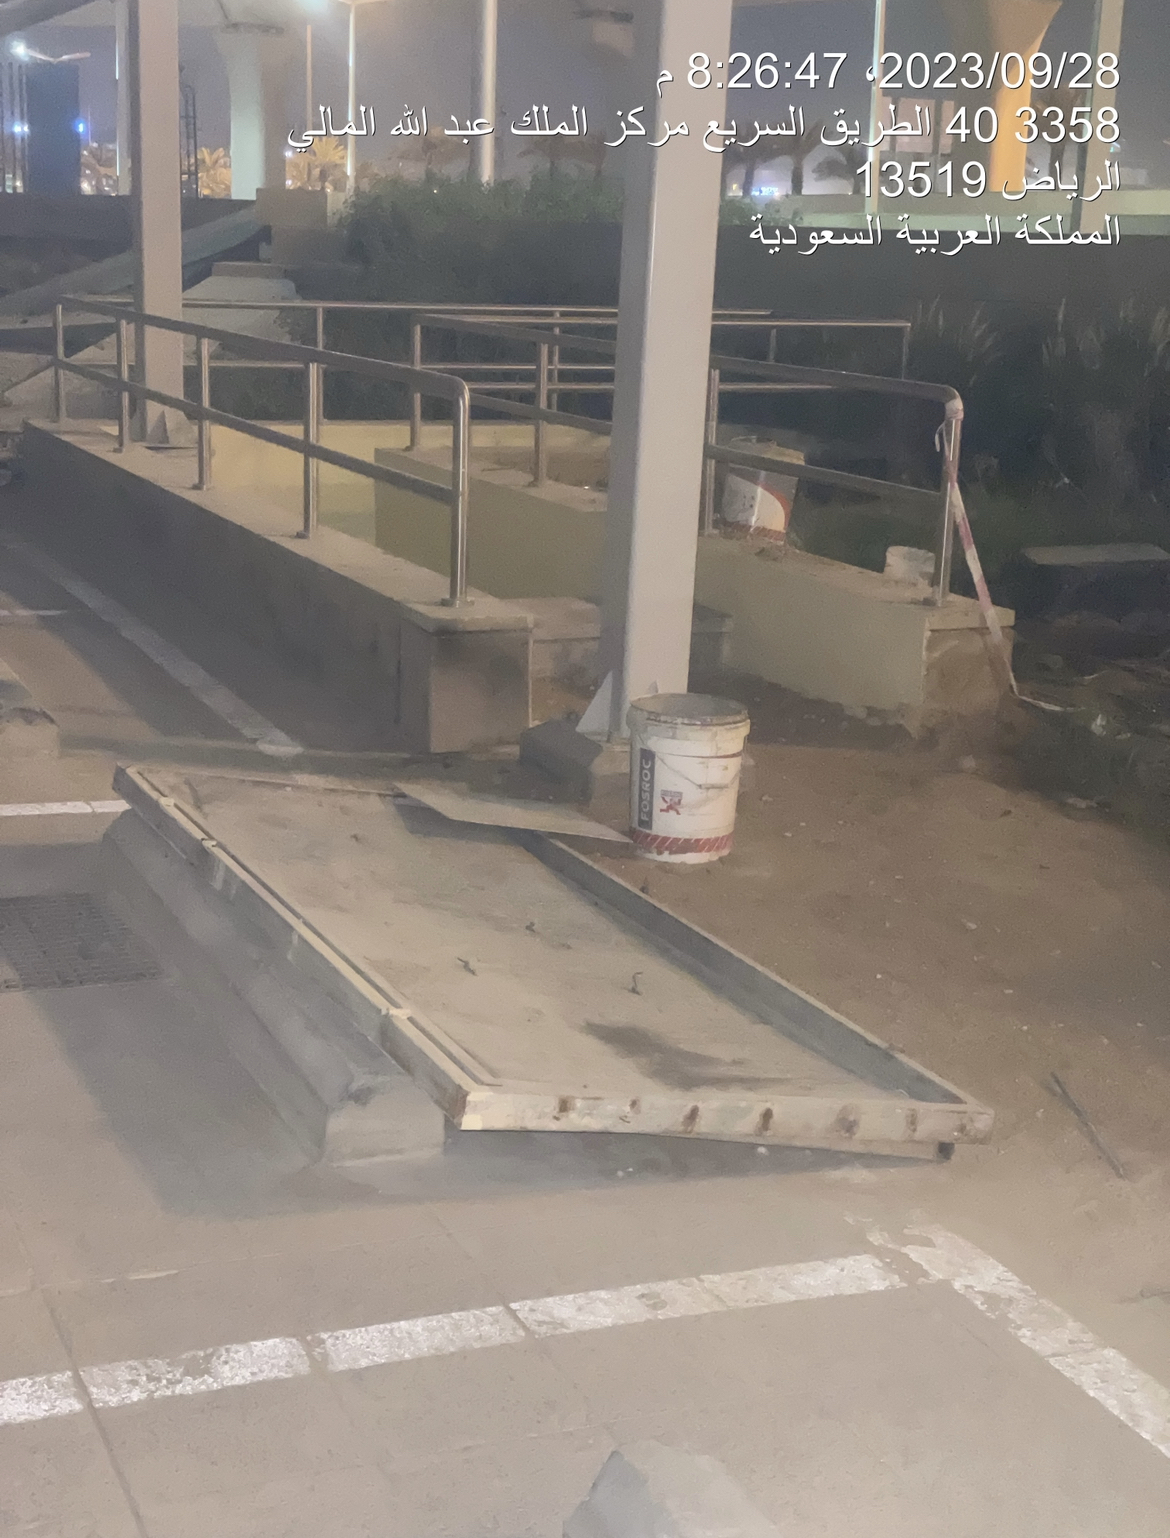 2023/09/28، 8:26:47 م
3358 40 الطريق السريع مركز الملك عبد الله المالي
الرياض 13519
المملكة العربية السعودية
FOSROC